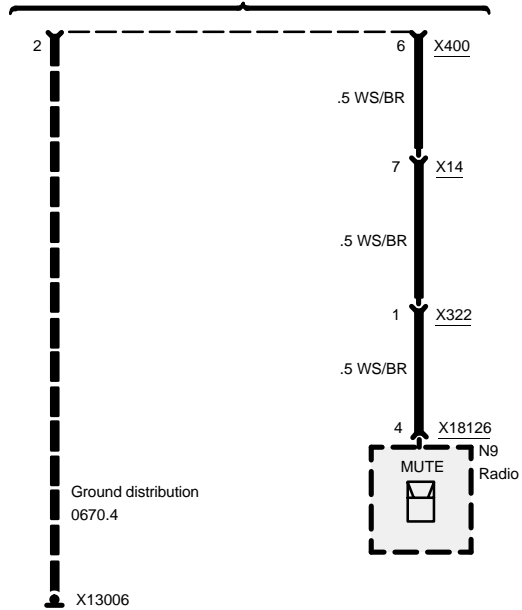 2
6
X400
.5 WS/BR
7
X14
.5 WS/BR
1
X322
.5 WS/BR
4
X18126
N9
Radio
MUTE
Ground distribution
0670.4
X13006